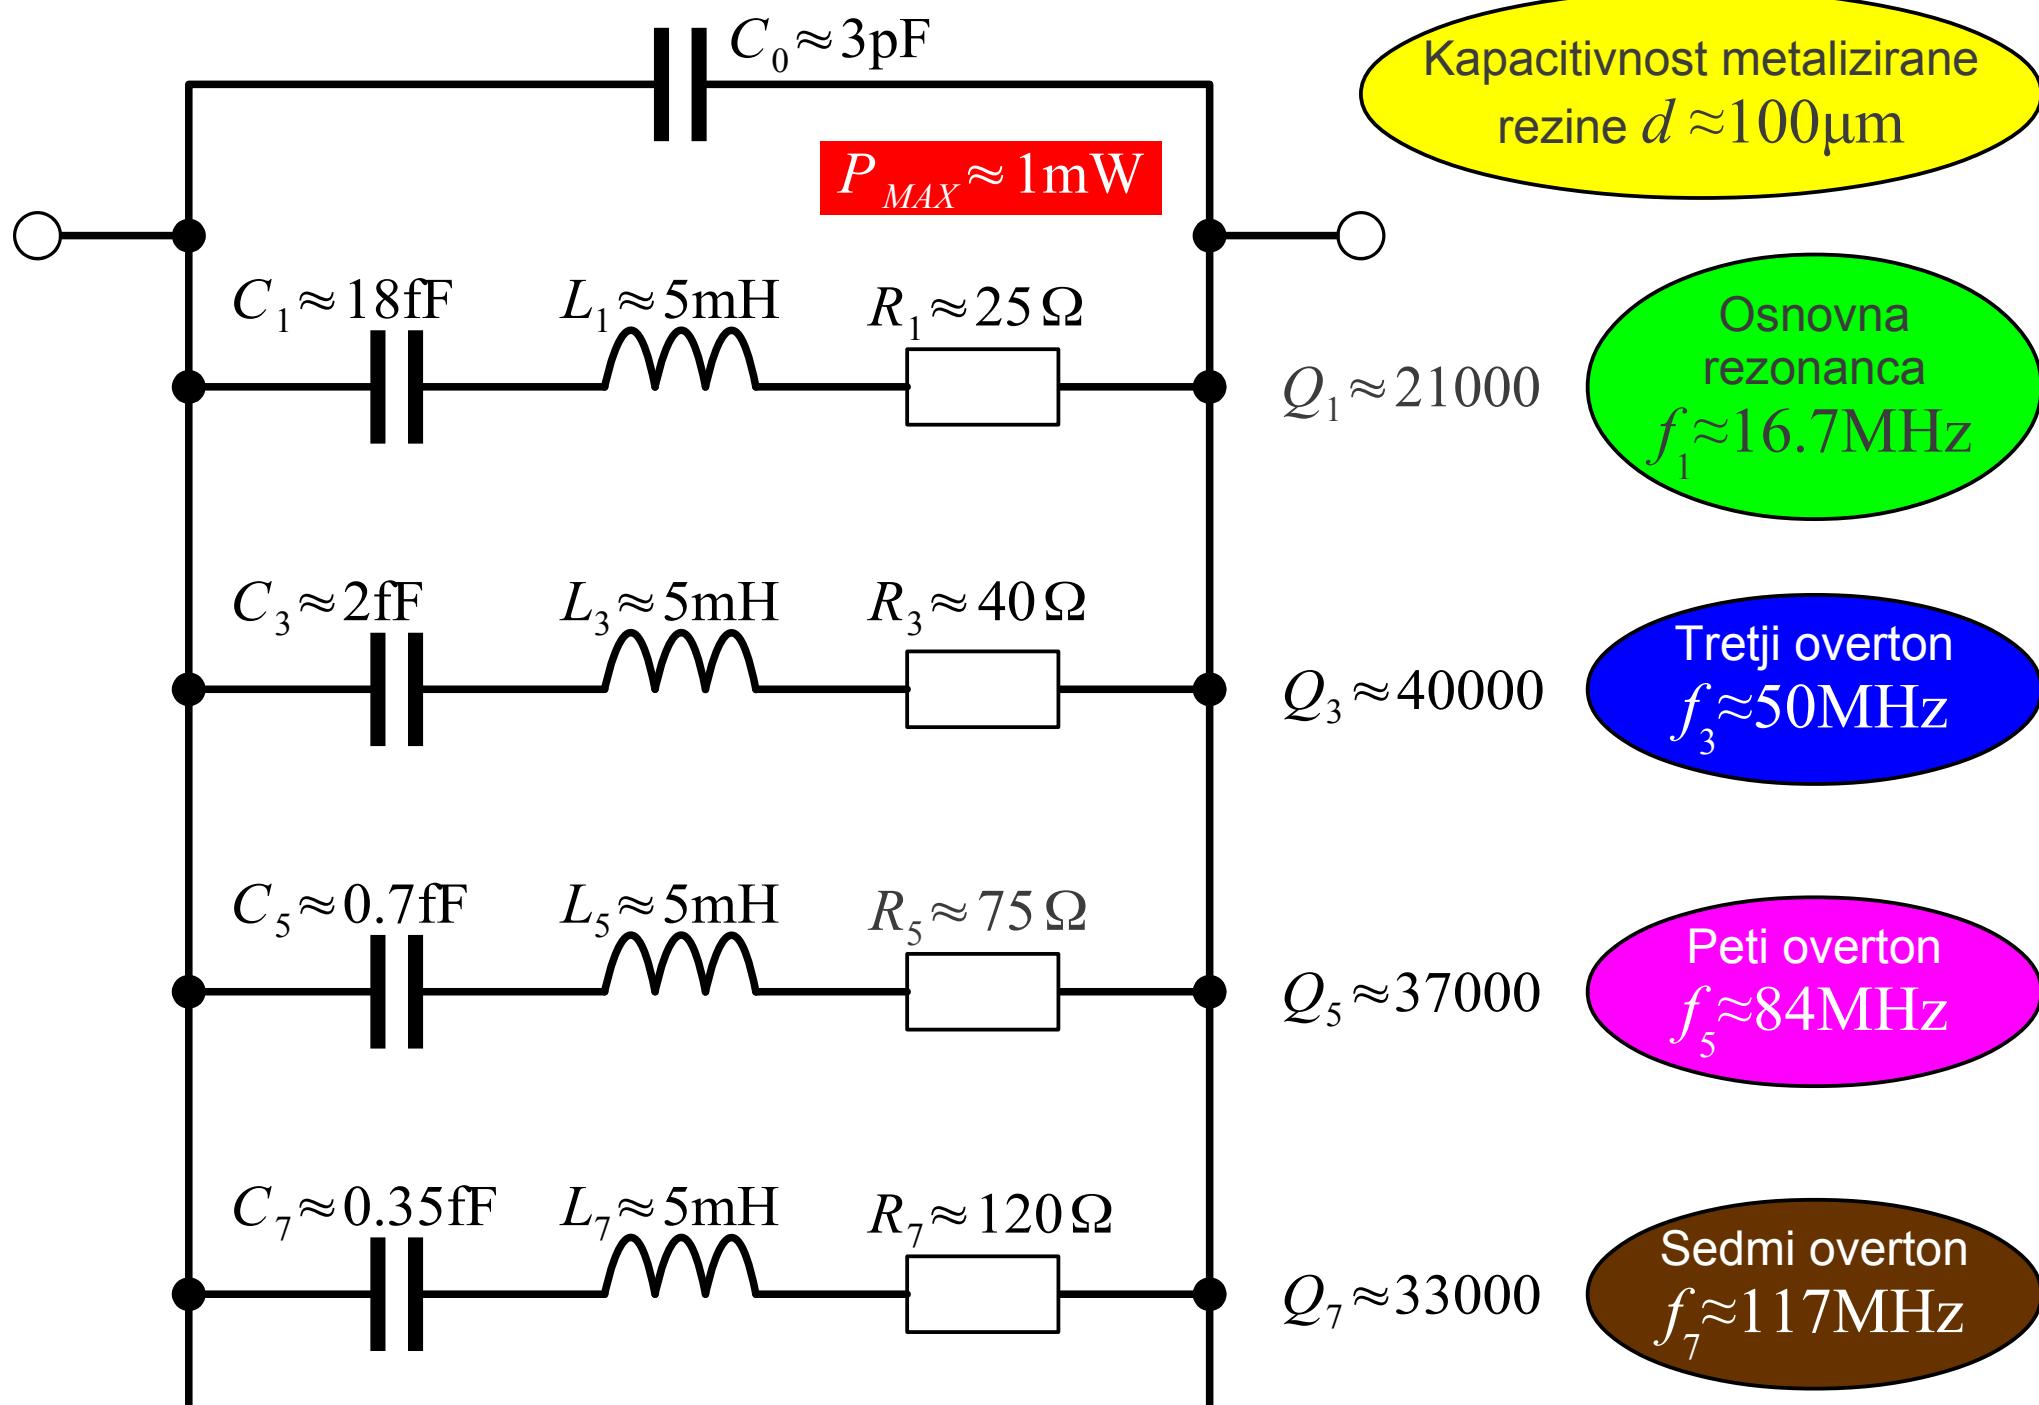 C₀≈3pF
Kapacitivnost metalizirane
rezine d≈100μm
P_MAX≈1mW
C₁≈18fF
L₁≈5mH
R₁≈25Ω
Q₁≈21000
Osnovna
rezonanca
f₁≈16.7MHz
C₃≈2fF
L₃≈5mH
R₃≈40Ω
Q₃≈40000
Tretji overton
f₃≈50MHz
C₅≈0.7fF
L₅≈5mH
R₅≈75Ω
Q₅≈37000
Peti overton
f₅≈84MHz
C₇≈0.35fF
L₇≈5mH
R₇≈120Ω
Q₇≈33000
Sedmi overton
f₇≈117MHz